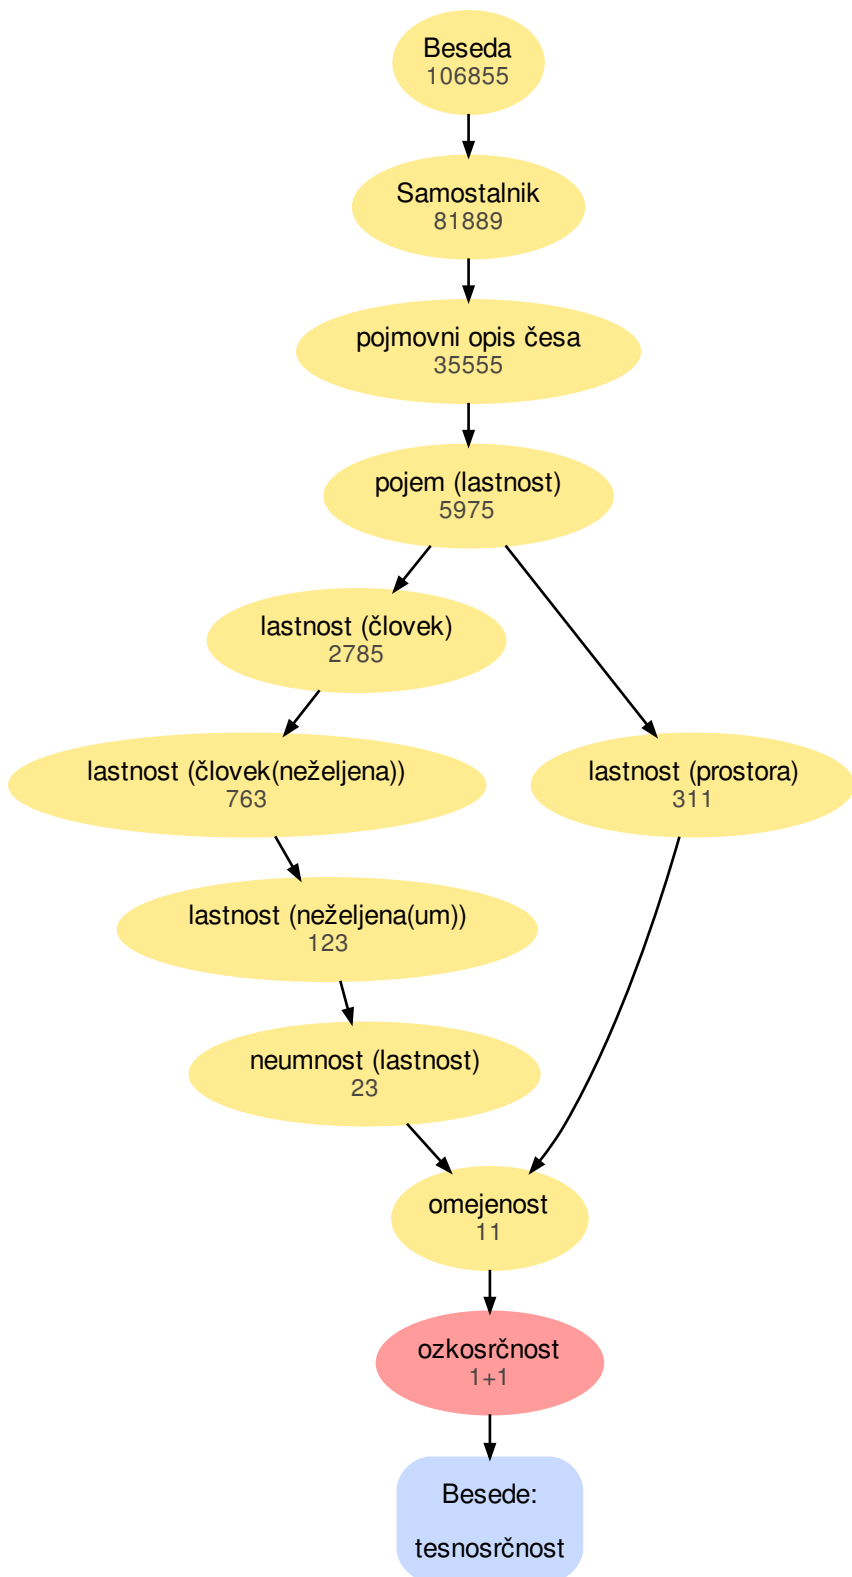 Beseda
106855
Samostalnik
81889
pojmovni opis česa
35555
pojem (lastnost)
5975
lastnost (človek)
2785
lastnost (človek(neželjena))
763
lastnost (prostora)
311
lastnost (neželjena(um))
123
neumnost (lastnost)
23
omejenost
11
ozkosrčnost
1+1
Besede:
tesnosrčnost